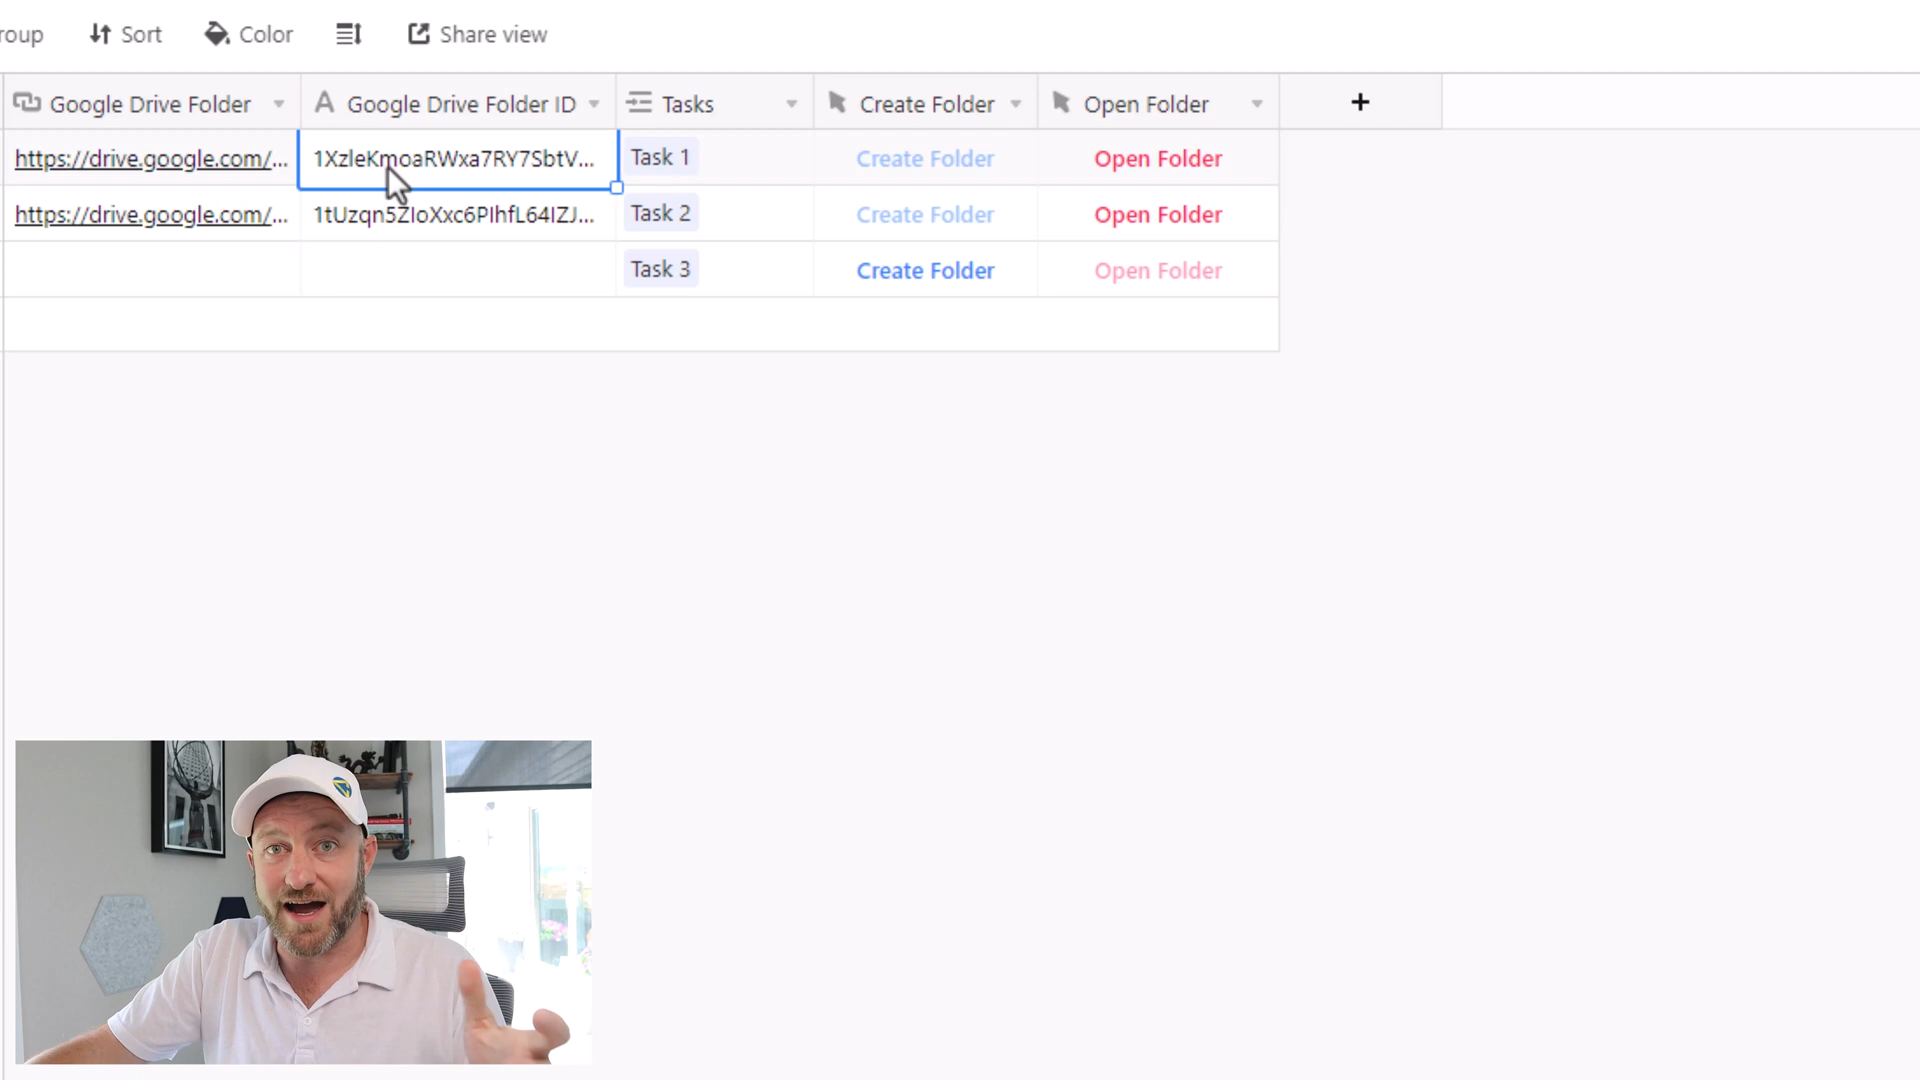 roup Sort Color Share view
Google Drive Folder Google Drive Folder ID Tasks Create Folder Open Folder +
https://drive.google.com/... 1XzleKmoaRWxa7RY7SbtV... Task 1 Create Folder Open Folder
https://drive.google.com/... 1tUzqn5ZIoXxc6PIhfL64IZJ... Task 2 Create Folder Open Folder
Task 3 Create Folder Open Folder